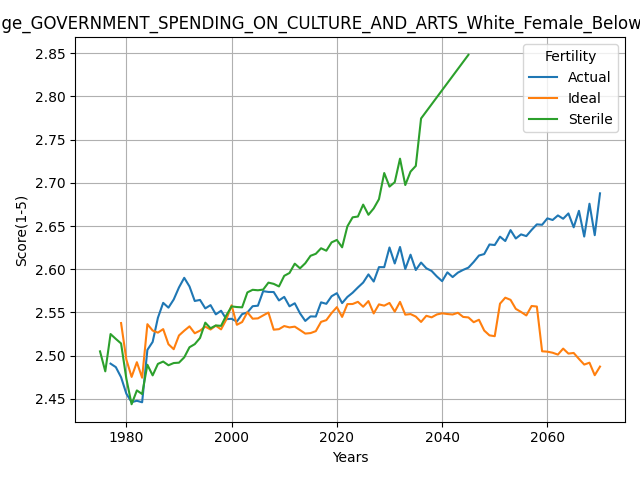 ge_GOVERNMENT_SPENDING_ON_CULTURE_AND_ARTS_White_Female_Below
Fertility
Actual
Ideal
Sterile
2.85
2.80
2.75
2.70
2.65
2.60
2.55
2.50
2.45
Score(1-5)
1980 2000 2020 2040 2060
Years